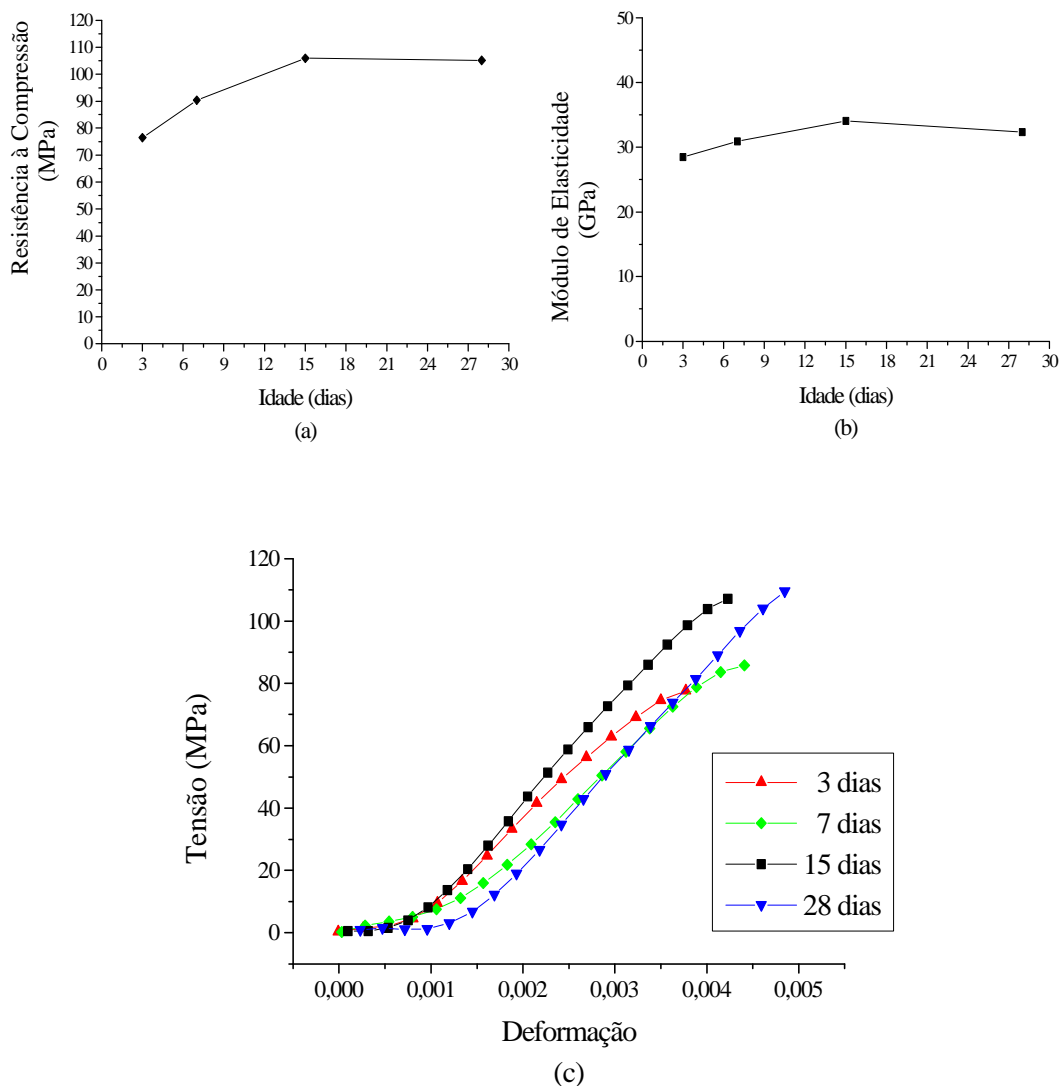 120
110
100
90
80
70
60
50
40
30
20
10
0
Resistência à Compressão
(MPa)
0 3 6 9 12 15 18 21 24 27 30
Idade (dias)
(a)
50
40
30
20
10
0
Módulo de Elasticidade
(GPa)
0 3 6 9 12 15 18 21 24 27 30
Idade (dias)
(b)
120
100
80
60
40
20
0
Tensão (MPa)
3 dias
7 dias
15 dias
28 dias
0,000 0,001 0,002 0,003 0,004 0,005
Deformação
(c)